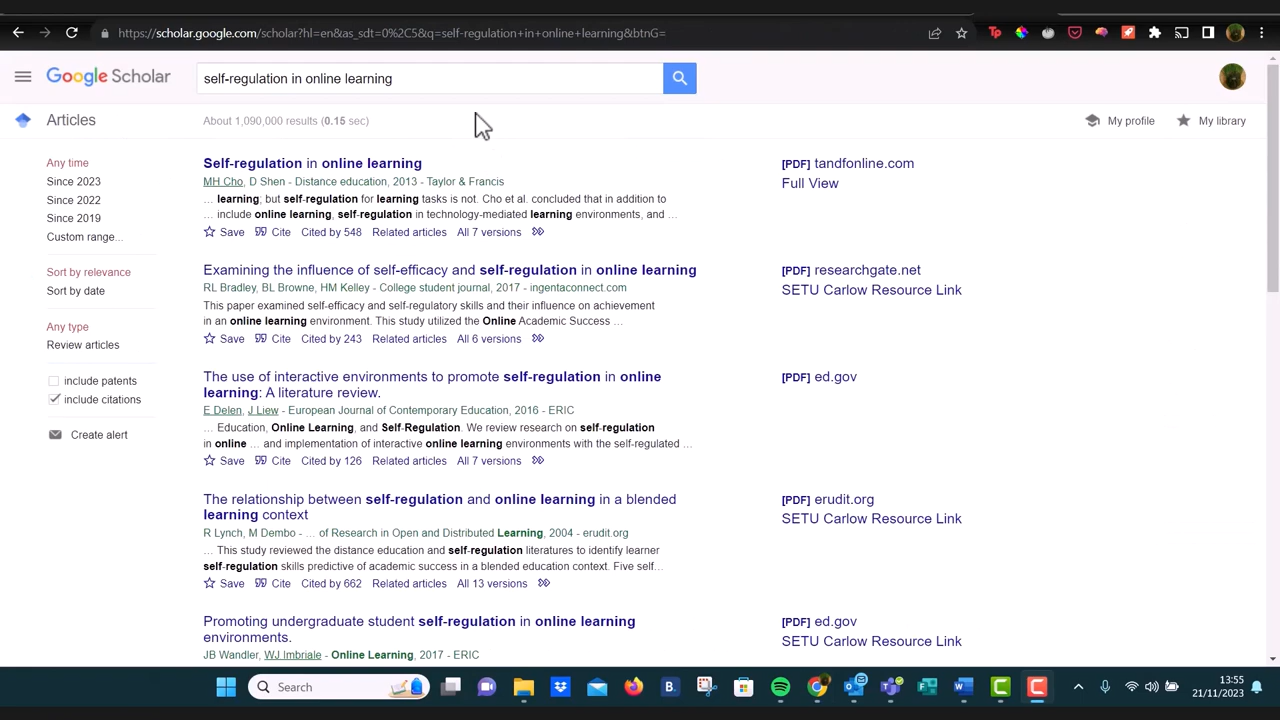 https://scholar.google.com/scholar?hl=en&as_sdt=0%2C5&q=self-regulation+in+online+learning&btnG=
Google Scholar
self-regulation in online learning
Articles
About 1,090,000 results (0.15 sec)
My profile
My library
Any time
Since 2023
Since 2022
Since 2019
Custom range...
Sort by relevance
Sort by date
Any type
Review articles
include patents
include citations
Create alert
Self-regulation in online learning
MH Cho, D Shen - Distance education, 2013 - Taylor & Francis
... learning, but self-regulation for learning tasks is not. Cho et al. concluded that in addition to
... include online learning, self-regulation in technology-mediated learning environments, and ...
Save Cite Cited by 548 Related articles All 7 versions
[PDF] tandfonline.com
Full View
Examining the influence of self-efficacy and self-regulation in online learning
RL Bradley, BL Browne, HM Kelley - College student journal, 2017 - ingentaconnect.com
This paper examined self-efficacy and self-regulatory skills and their influence on achievement
in an online learning environment. This study utilized the Online Academic Success ...
Save Cite Cited by 243 Related articles All 6 versions
[PDF] researchgate.net
SETU Carlow Resource Link
The use of interactive environments to promote self-regulation in online
learning: A literature review.
E Delen, J Liew - European Journal of Contemporary Education, 2016 - ERIC
... Education, Online Learning, and Self-Regulation. We review research on self-regulation
in online ... and implementation of interactive online learning environments with the self-regulated ...
Save Cite Cited by 126 Related articles All 7 versions
[PDF] ed.gov
The relationship between self-regulation and online learning in a blended
learning context
R Lynch, M Dembo - ... of Research in Open and Distributed Learning, 2004 - erudit.org
... This study reviewed the distance education and self-regulation literatures to identify learner
self-regulation skills predictive of academic success in a blended education context. Five self...
Save Cite Cited by 662 Related articles All 13 versions
[PDF] erudit.org
SETU Carlow Resource Link
Promoting undergraduate student self-regulation in online learning
environments.
JB Wandler, WJ Imbriale - Online Learning, 2017 - ERIC
[PDF] ed.gov
SETU Carlow Resource Link
Search
13:55
21/11/2023